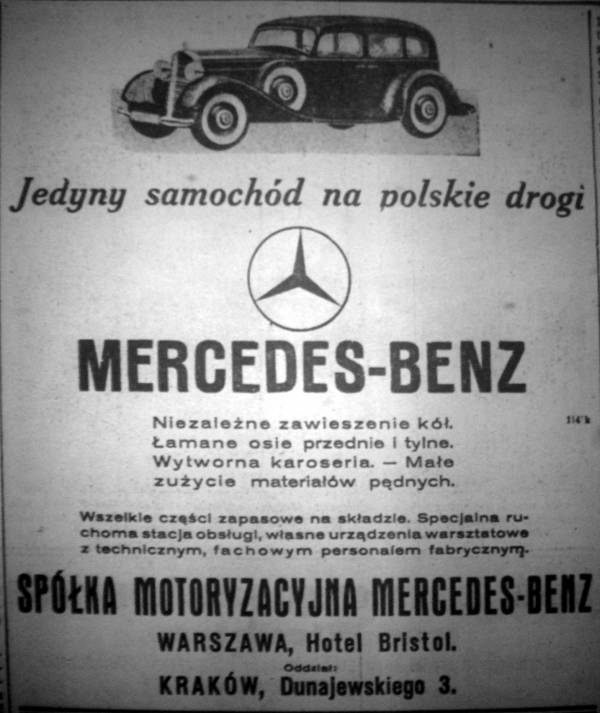 Jedyny samochód na polskie drogi
MERCEDES-BENZ
Niezależne zawieszenie kół.
Łamane osie przednie i tylne.
Wytworna karoseria. — Małe
zużycie materiałów pędnych.
Wszelkie części zapasowe na składzie. Specjalna ru-
choma stacja obsługi, własne urządzenia warsztatowe
z technicznym, fachowym personalem fabrycznym.
SPÓŁKA MOTORYZACYJNA MERCEDES-BENZ
WARSZAWA, Hotel Bristol.
Oddział:
KRAKÓW, Dunajewskiego 3.